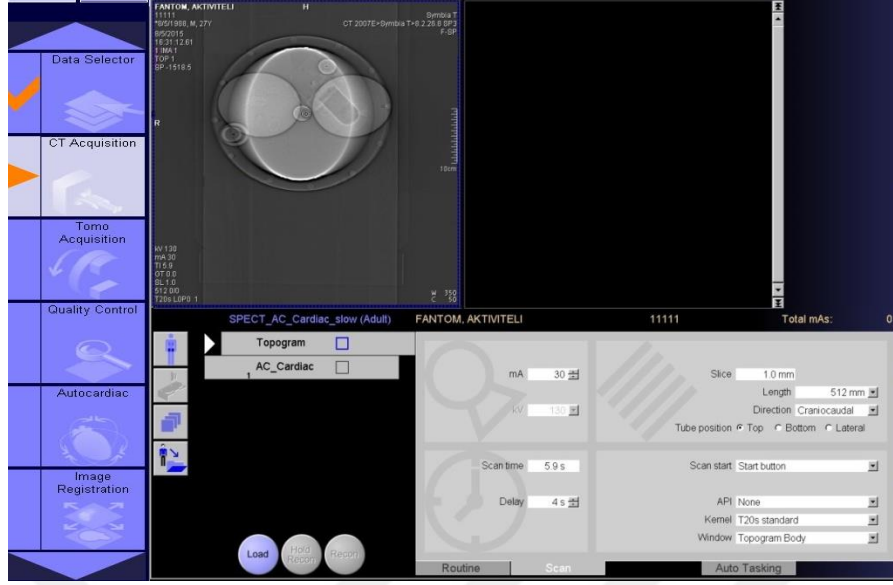 Data Selector
CT Acquisition
Tomo
Acquisition
Quality Control
Autocardiac
Image
Registration
FANTOM, AKTIVITELI
11111
*8/5/1988, M, 27Y
8/5/2015
16:31:12.61
1 IMA 1
TOP 1
SP -1518.5
H
Symbia T
CT 2007E>Symbia T>8.2.26.8 SP3
F-SP
R
10cm
kV 130
mA 30
TI 5.9
GT 0.0
SL 1.0
512 0/0
T20s L0P0 1
W 350
C 50
SPECT_AC_Cardiac_slow (Adult)
FANTOM, AKTIVITELI
11111
Total mAs: 0
Topogram
1 AC_Cardiac
Load
Hold
Recon
Recon
mA 30
kV 130
Slice 1.0 mm
Length 512 mm
Direction Craniocaudal
Tube position Top Bottom Lateral
Scan time 5.9 s
Delay 4 s
Scan start Start button
API None
Kernel T20s standard
Window Topogram Body
Routine
Scan
Auto Tasking